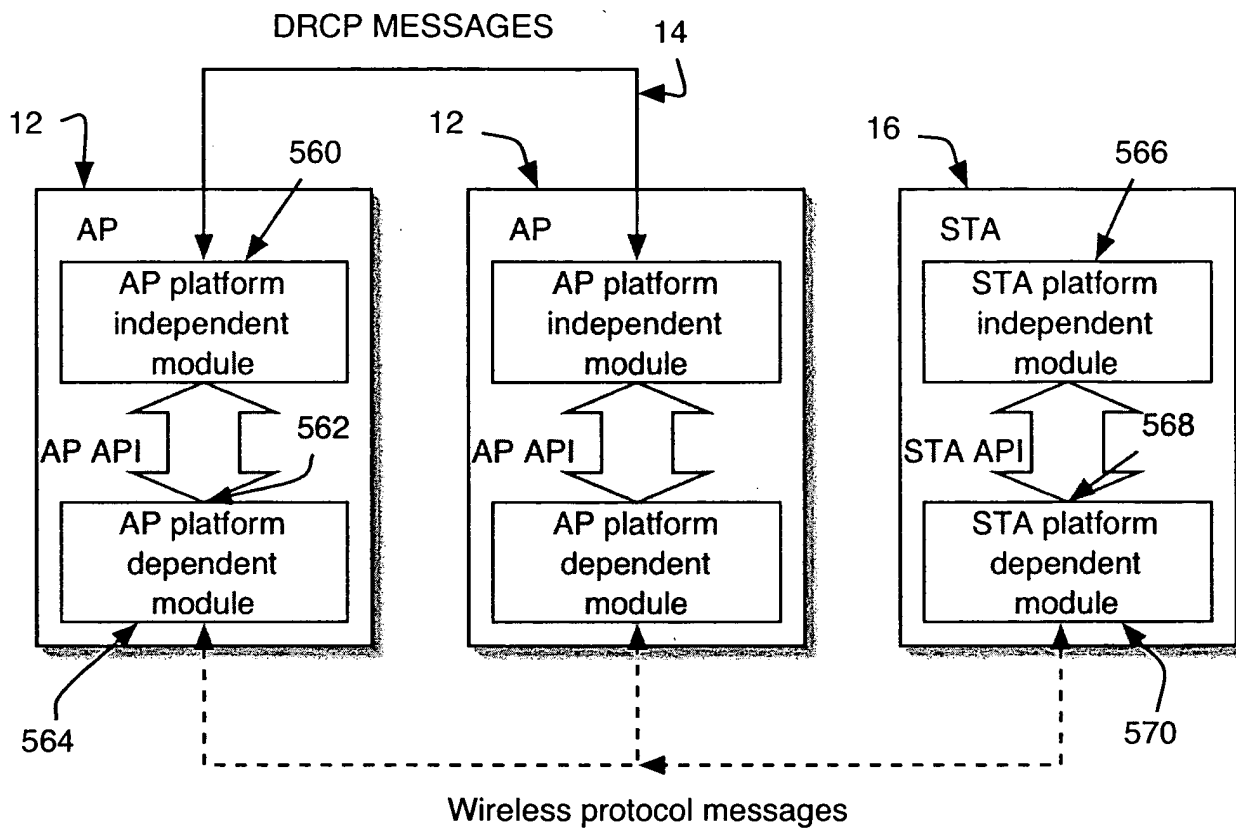 DRCP MESSAGES
14
12
12
16
560
566
AP
AP
STA
AP platform
independent
module
AP platform
independent
module
STA platform
independent
module
AP API
562
AP API
STA API
568
AP platform
dependent
module
AP platform
dependent
module
STA platform
dependent
module
564
570
Wireless protocol messages